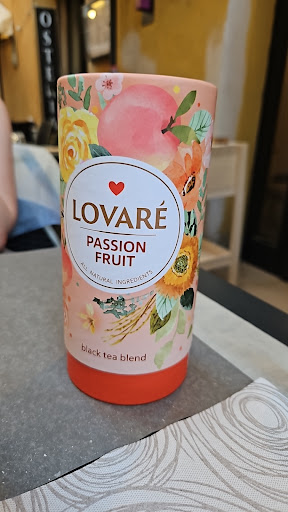 LOVARÉ
PASSION
FRUIT
ALL NATURAL INGREDIENTS
black tea blend